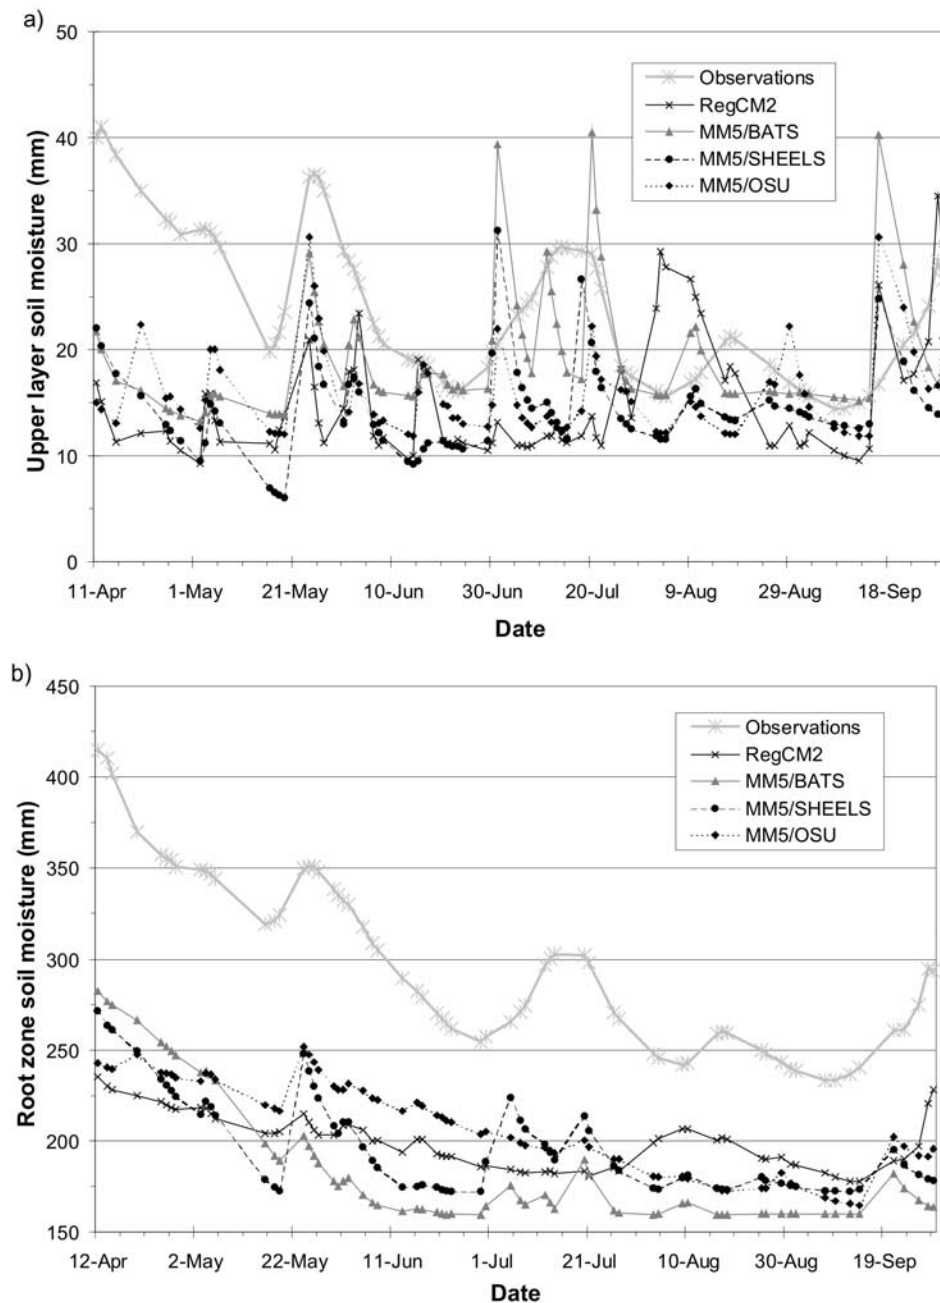 a)
50
40
30
20
10
0
Upper layer soil moisture (mm)
Observations
RegCM2
MM5/BATS
MM5/SHEELS
MM5/OSU
11-Apr 1-May 21-May 10-Jun 30-Jun 20-Jul 9-Aug 29-Aug 18-Sep
Date
b)
450
400
350
300
250
200
150
Root zone soil moisture (mm)
Observations
RegCM2
MM5/BATS
MM5/SHEELS
MM5/OSU
12-Apr 2-May 22-May 11-Jun 1-Jul 21-Jul 10-Aug 30-Aug 19-Sep
Date